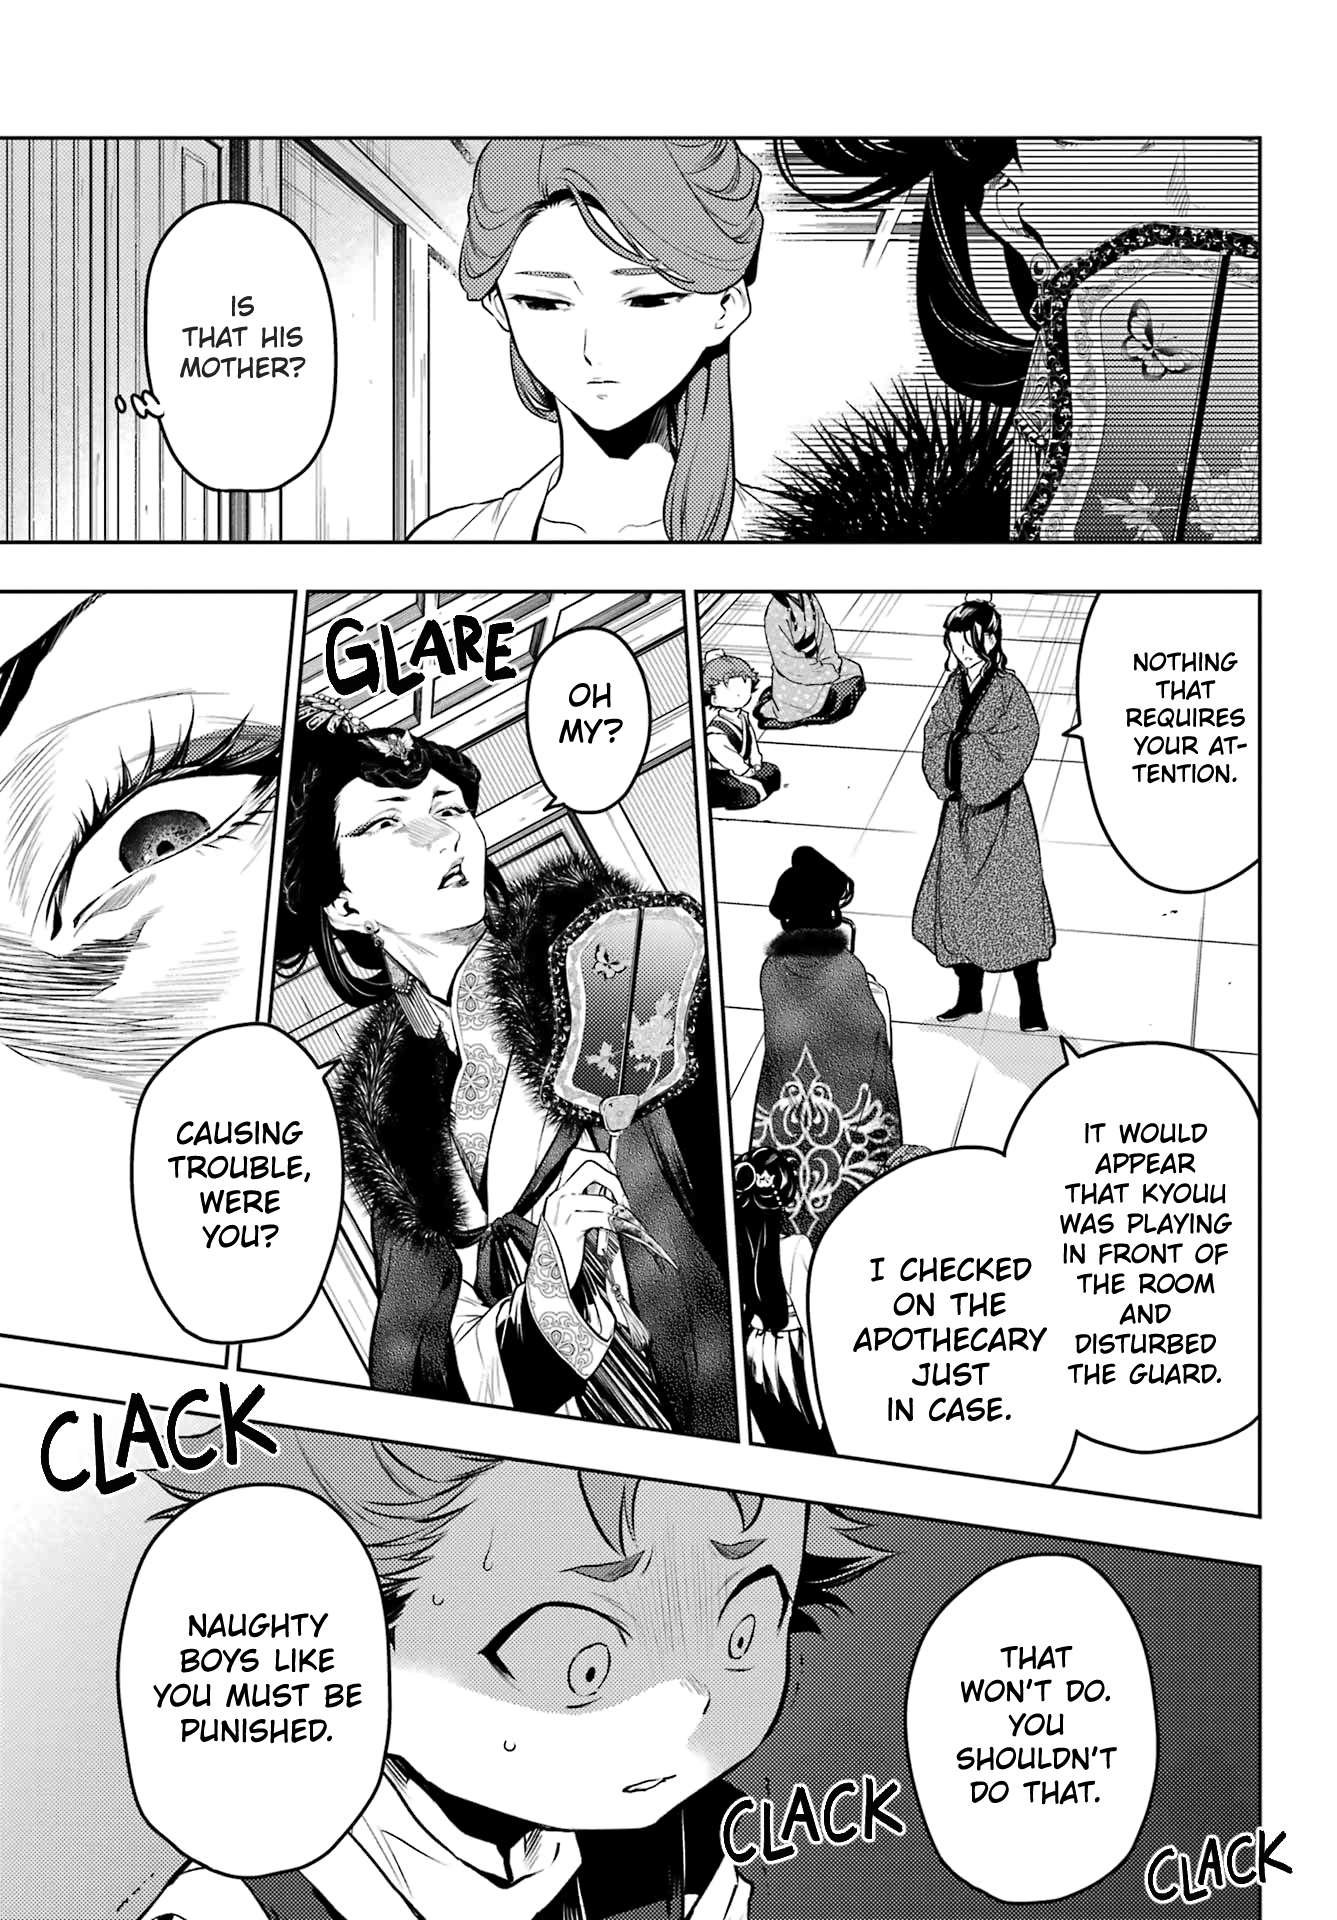 IS
THAT HIS
MOTHER?
NOTHING
THAT
REQUIRES
YOUR AT-
TENTION.
IT WOULD
APPEAR
THAT KYOUU
WAS PLAYING
IN FRONT OF
THE ROOM
AND
DISTURBED
THE GUARD.
I CHECKED
ON THE
APOTHECARY
JUST
IN CASE.
OH
MY?
GLARE
CAUSING
TROUBLE,
WERE
YOU?
THAT
WON'T DO.
YOU
SHOULDN'T
DO THAT.
CLACK
CLACK
NAUGHTY
BOYS LIKE
YOU MUST BE
PUNISHED.
CLACK